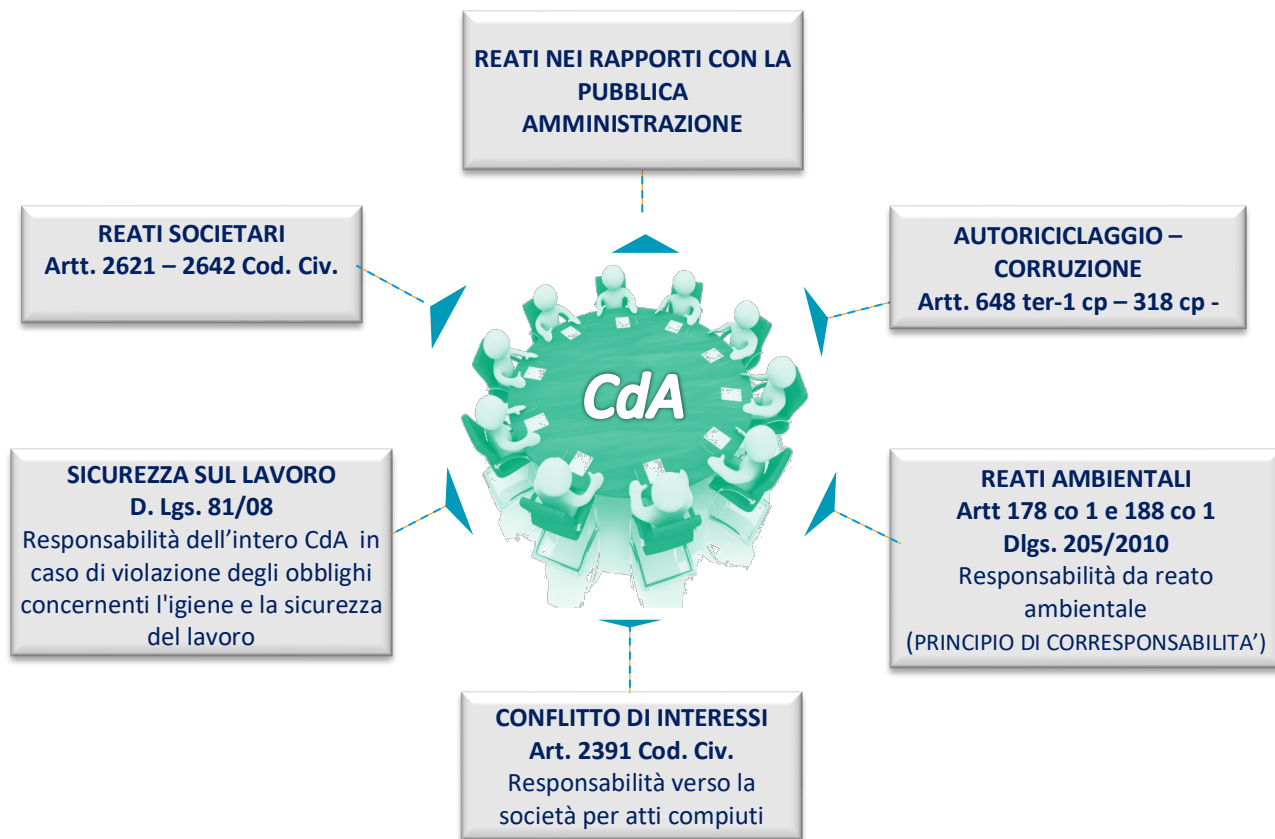 REATI NEI RAPPORTI CON LA
PUBBLICA
AMMINISTRAZIONE
REATI SOCIETARI
Artt. 2621 – 2642 Cod. Civ.
AUTORICICLAGGIO –
CORRUZIONE
Artt. 648 ter-1 cp – 318 cp -
CdA
SICUREZZA SUL LAVORO
D. Lgs. 81/08
Responsabilità dell'intero CdA in
caso di violazione degli obblighi
concernenti l'igiene e la sicurezza
del lavoro
REATI AMBIENTALI
Artt 178 co 1 e 188 co 1
Dlgs. 205/2010
Responsabilità da reato
ambientale
(PRINCIPIO DI CORRESPONSABILITA')
CONFLITTO DI INTERESSI
Art. 2391 Cod. Civ.
Responsabilità verso la
società per atti compiuti